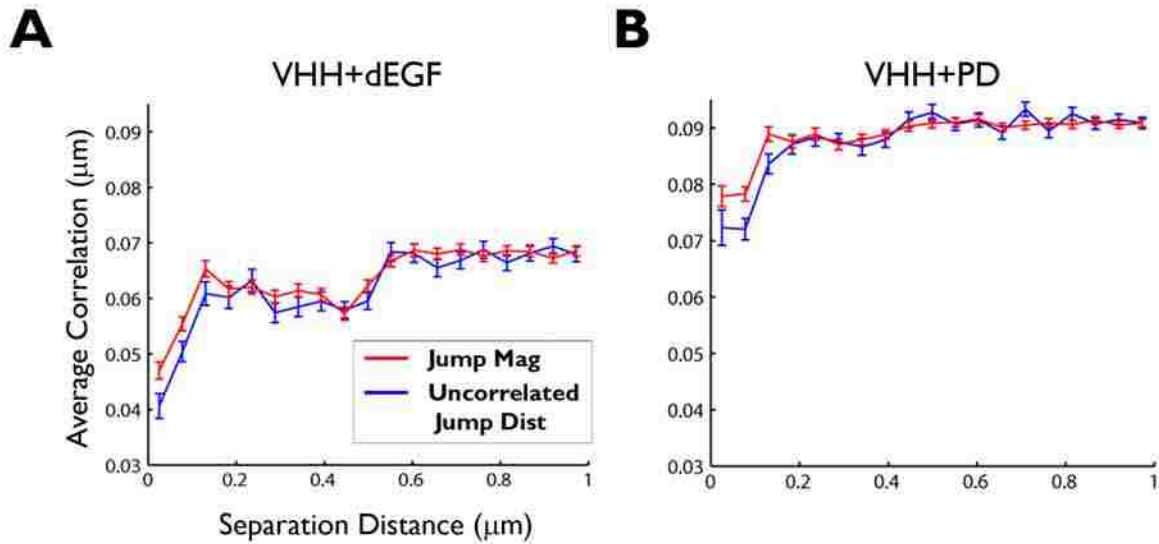 A
B
VHH+dEGF
VHH+PD
Average Correlation (μm)
0.09
0.08
0.07
0.06
0.05
0.04
0.03
0
0.2
0.4
0.6
0.8
1
Jump Mag
Uncorrelated
Jump Dist
0.09
0.08
0.07
0.06
0.05
0.04
0.03
0
0.2
0.4
0.6
0.8
1
Separation Distance (μm)